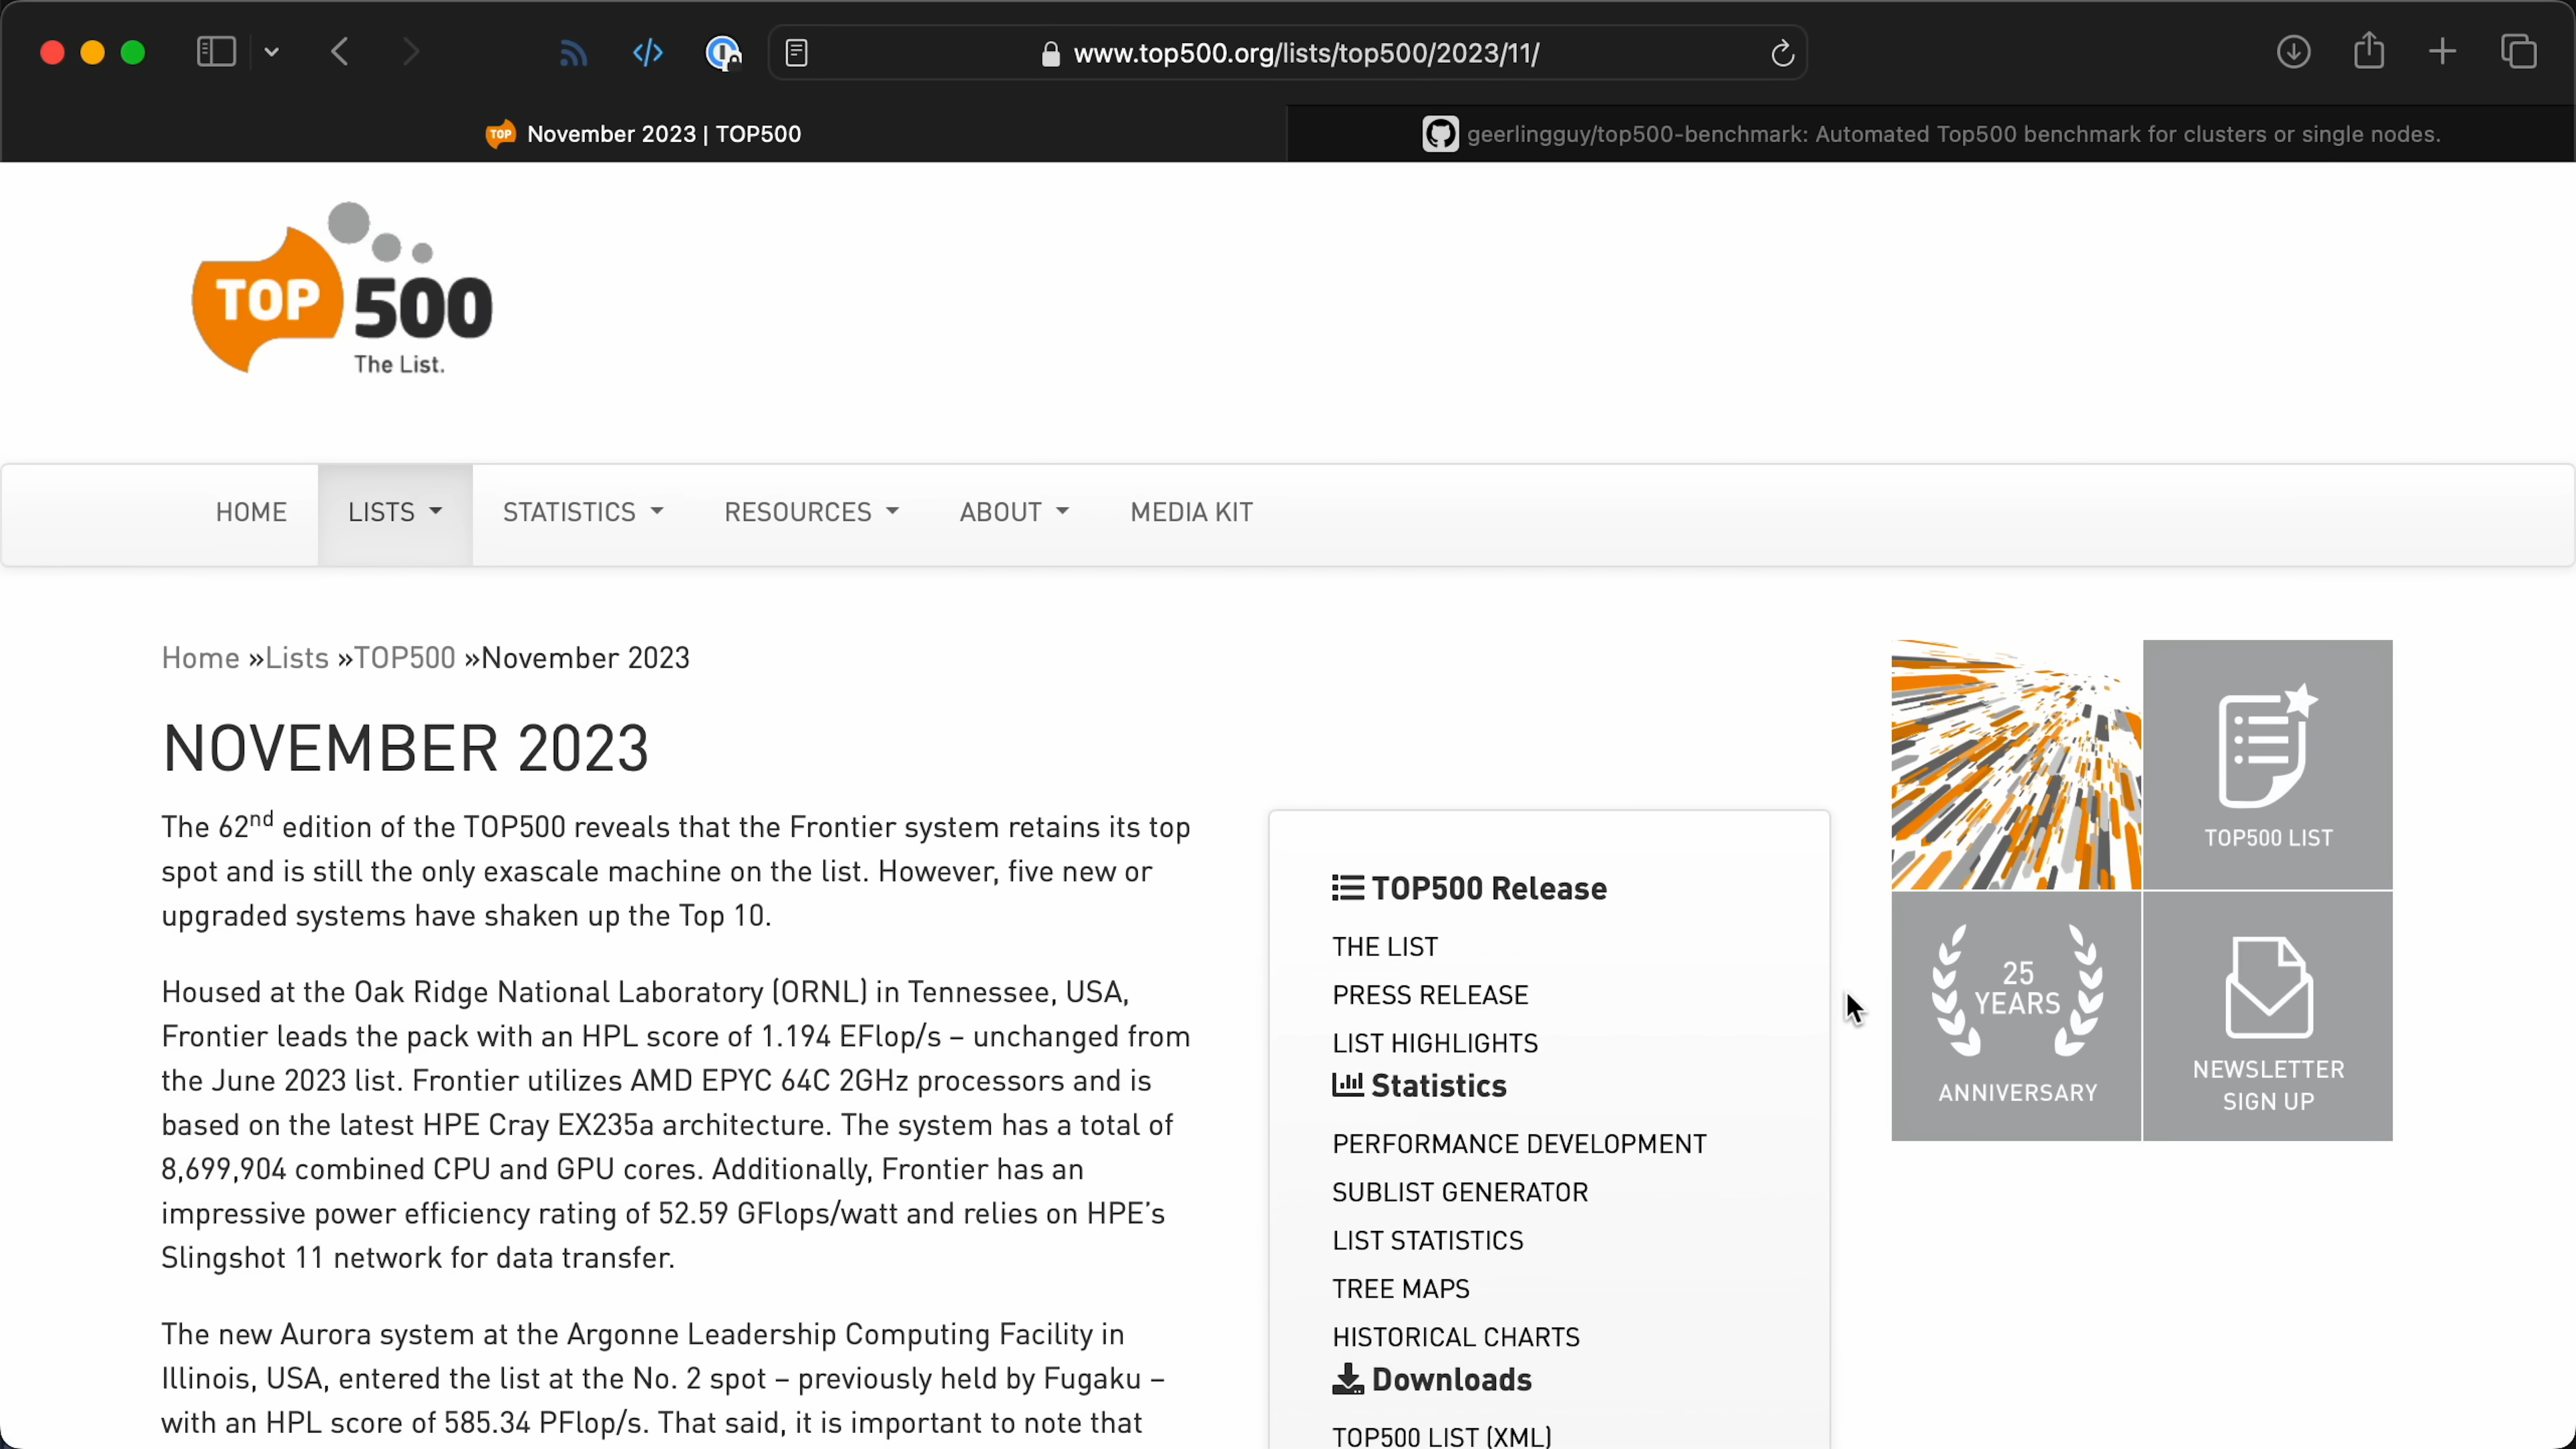 www.top500.org/lists/top500/2023/11/
TOP November 2023 | TOP500
geerlingguy/top500-benchmark: Automated Top500 benchmark for clusters or single nodes.
TOP 500
The List.
HOME LISTS STATISTICS RESOURCES ABOUT MEDIA KIT
Home »Lists »TOP500 »November 2023
NOVEMBER 2023
The 62nd edition of the TOP500 reveals that the Frontier system retains its top
spot and is still the only exascale machine on the list. However, five new or
upgraded systems have shaken up the Top 10.
Housed at the Oak Ridge National Laboratory (ORNL) in Tennessee, USA,
Frontier leads the pack with an HPL score of 1.194 EFlop/s – unchanged from
the June 2023 list. Frontier utilizes AMD EPYC 64C 2GHz processors and is
based on the latest HPE Cray EX235a architecture. The system has a total of
8,699,904 combined CPU and GPU cores. Additionally, Frontier has an
impressive power efficiency rating of 52.59 GFlops/watt and relies on HPE’s
Slingshot 11 network for data transfer.
The new Aurora system at the Argonne Leadership Computing Facility in
Illinois, USA, entered the list at the No. 2 spot – previously held by Fugaku –
with an HPL score of 585.34 PFlop/s. That said, it is important to note that
TOP500 Release
THE LIST
PRESS RELEASE
LIST HIGHLIGHTS
Statistics
PERFORMANCE DEVELOPMENT
SUBLIST GENERATOR
LIST STATISTICS
TREE MAPS
HISTORICAL CHARTS
Downloads
TOP500 LIST (XML)
TOP500 LIST
25
YEARS
ANNIVERSARY
NEWSLETTER
SIGN UP